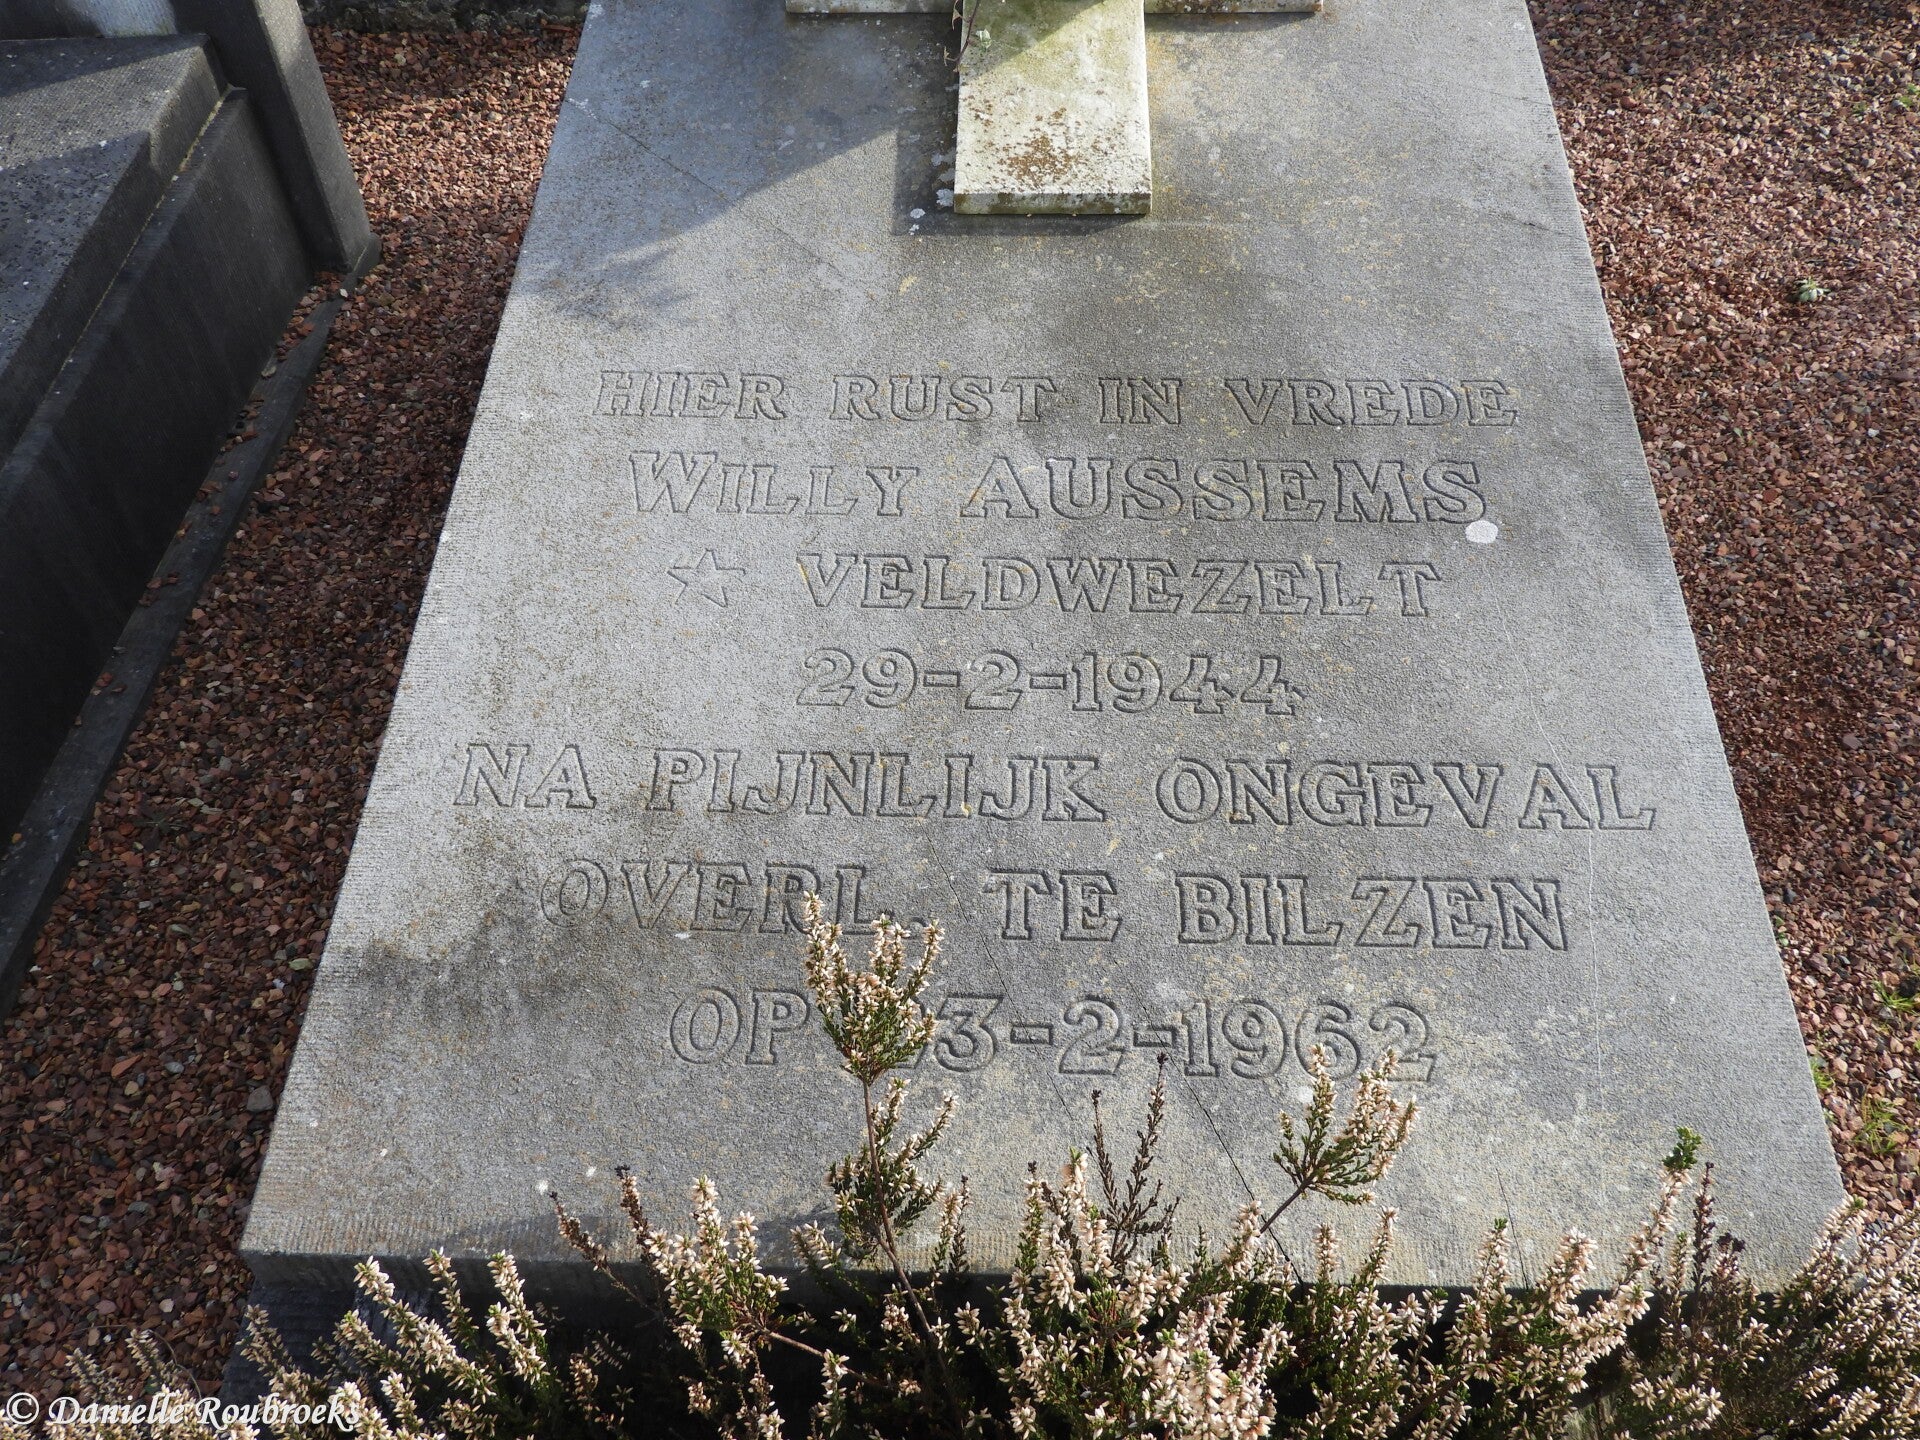 HIER RUST IN VREDE
WILLY AUSSEMS
VELDWEZELT
29-2-1944
NA PIJNLIJK ONGEVAL
OVERL. TE BILZEN
OP 23-2-1962
© Danielle Roubroeks